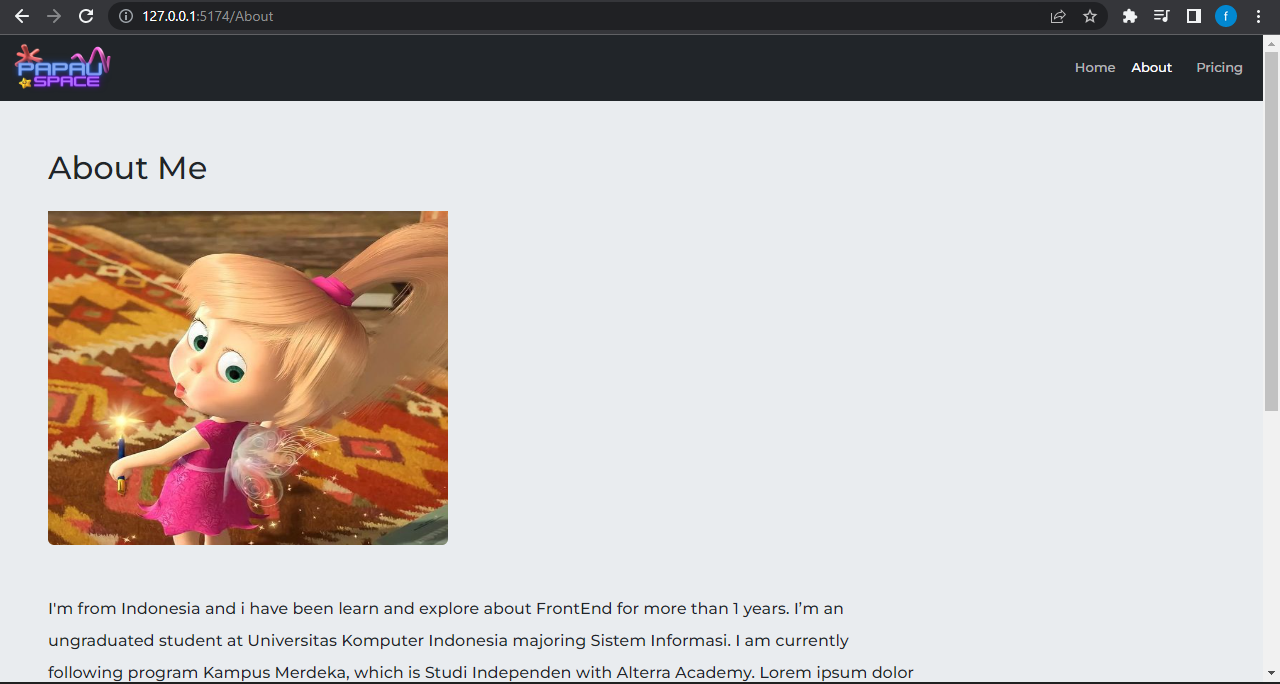 127.0.0.1:5174/About
f
PAPAU
SPACE
Home About Pricing
About Me
I'm from Indonesia and i have been learn and explore about FrontEnd for more than 1 years. I’m an
ungraduated student at Universitas Komputer Indonesia majoring Sistem Informasi. I am currently
following program Kampus Merdeka, which is Studi Independen with Alterra Academy. Lorem ipsum dolor